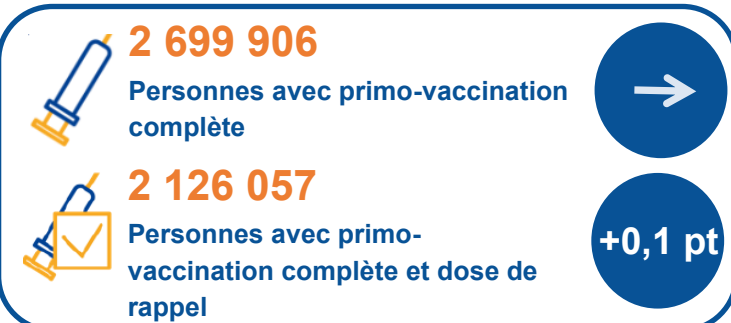 2 699 906
Personnes avec primo-vaccination
complète
2 126 057
Personnes avec primo-
vaccination complète et dose de
rappel
+0,1 pt